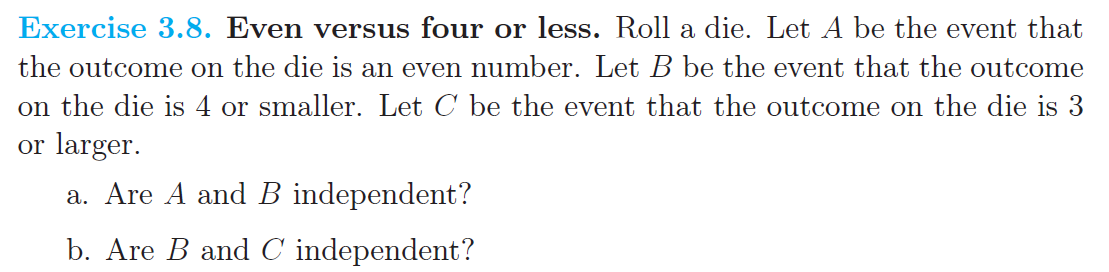 Exercise 3.8. Even versus four or less. Roll a die. Let A be the event that
the outcome on the die is an even number. Let B be the event that the outcome
on the die is 4 or smaller. Let C be the event that the outcome on the die is 3
or larger.
a. Are A and B independent?
b. Are B and C independent?